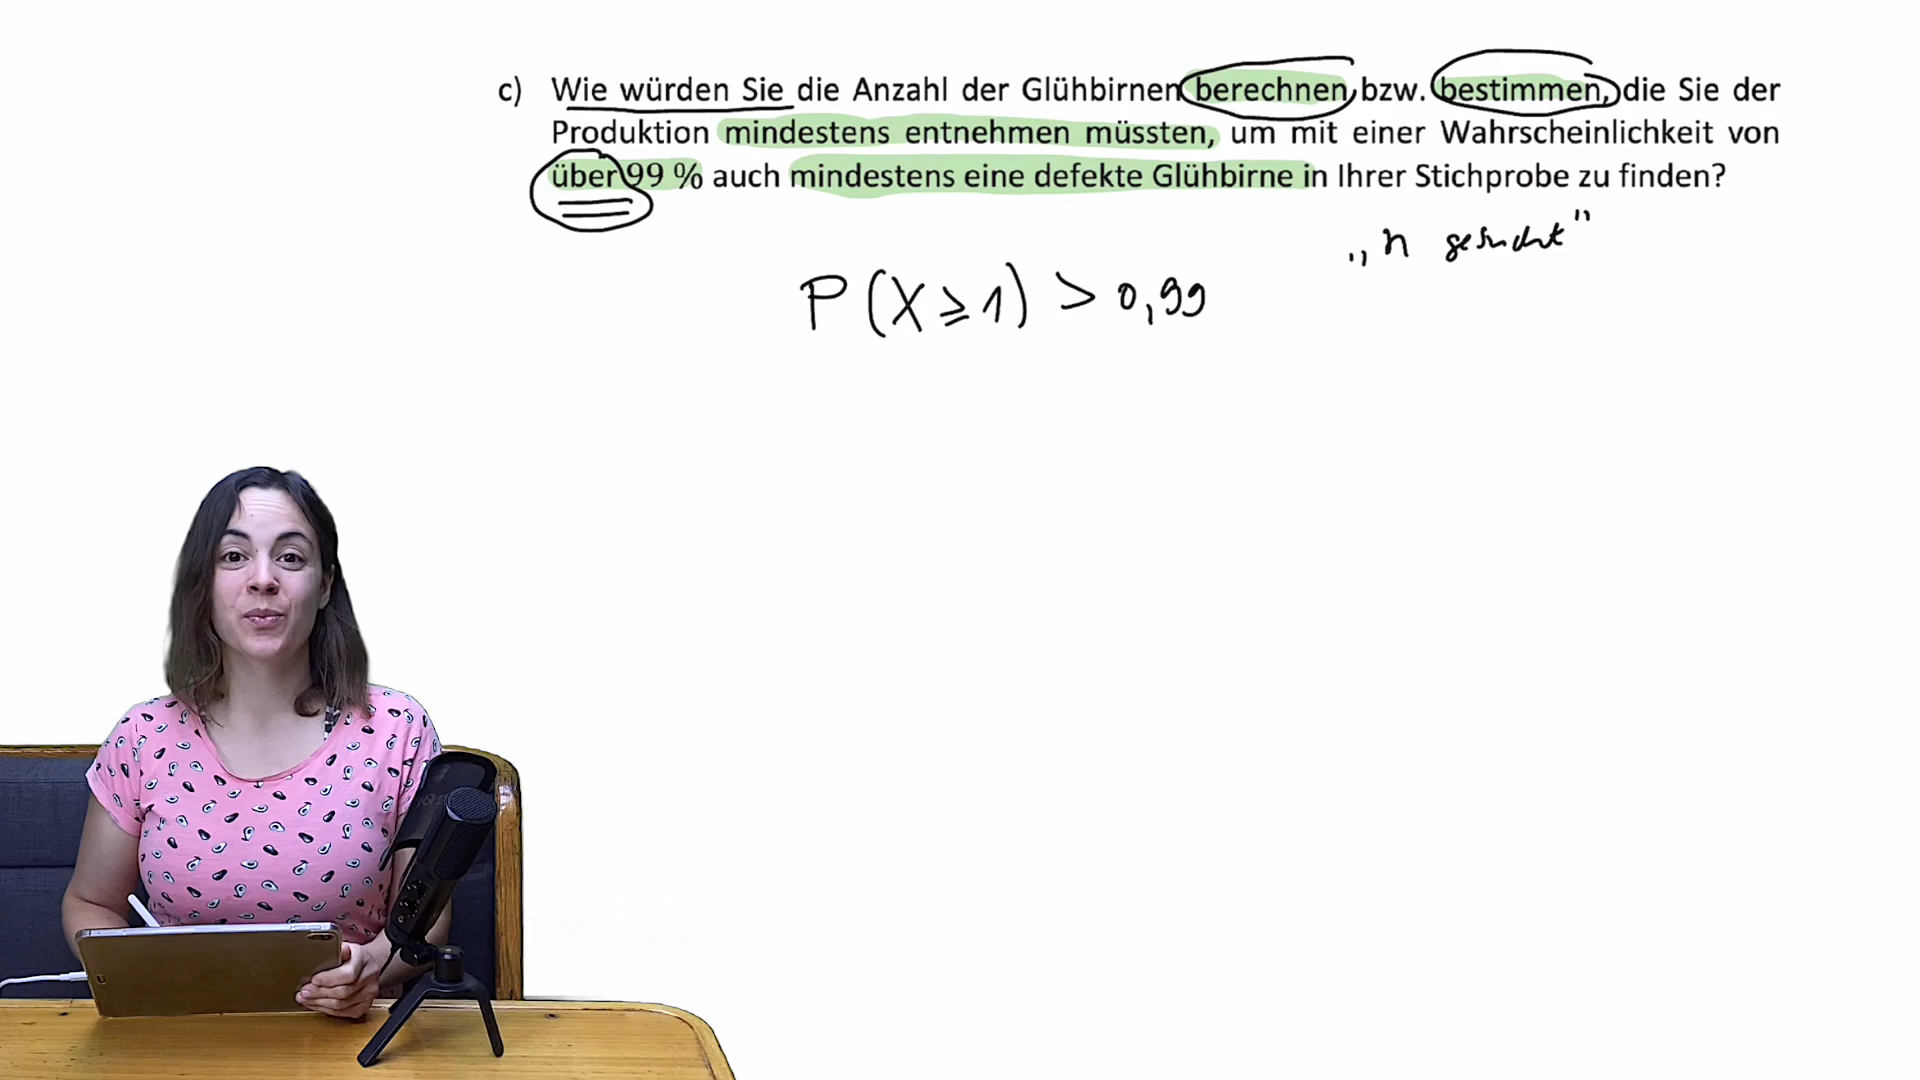 c) Wie würden Sie die Anzahl der Glühbirnen berechnen bzw. bestimmen, die Sie der
Produktion mindestens entnehmen müssten, um mit einer Wahrscheinlichkeit von
über 99 % auch mindestens eine defekte Glühbirne in Ihrer Stichprobe zu finden?
„n gesucht"
P(X≥1) > 0,99